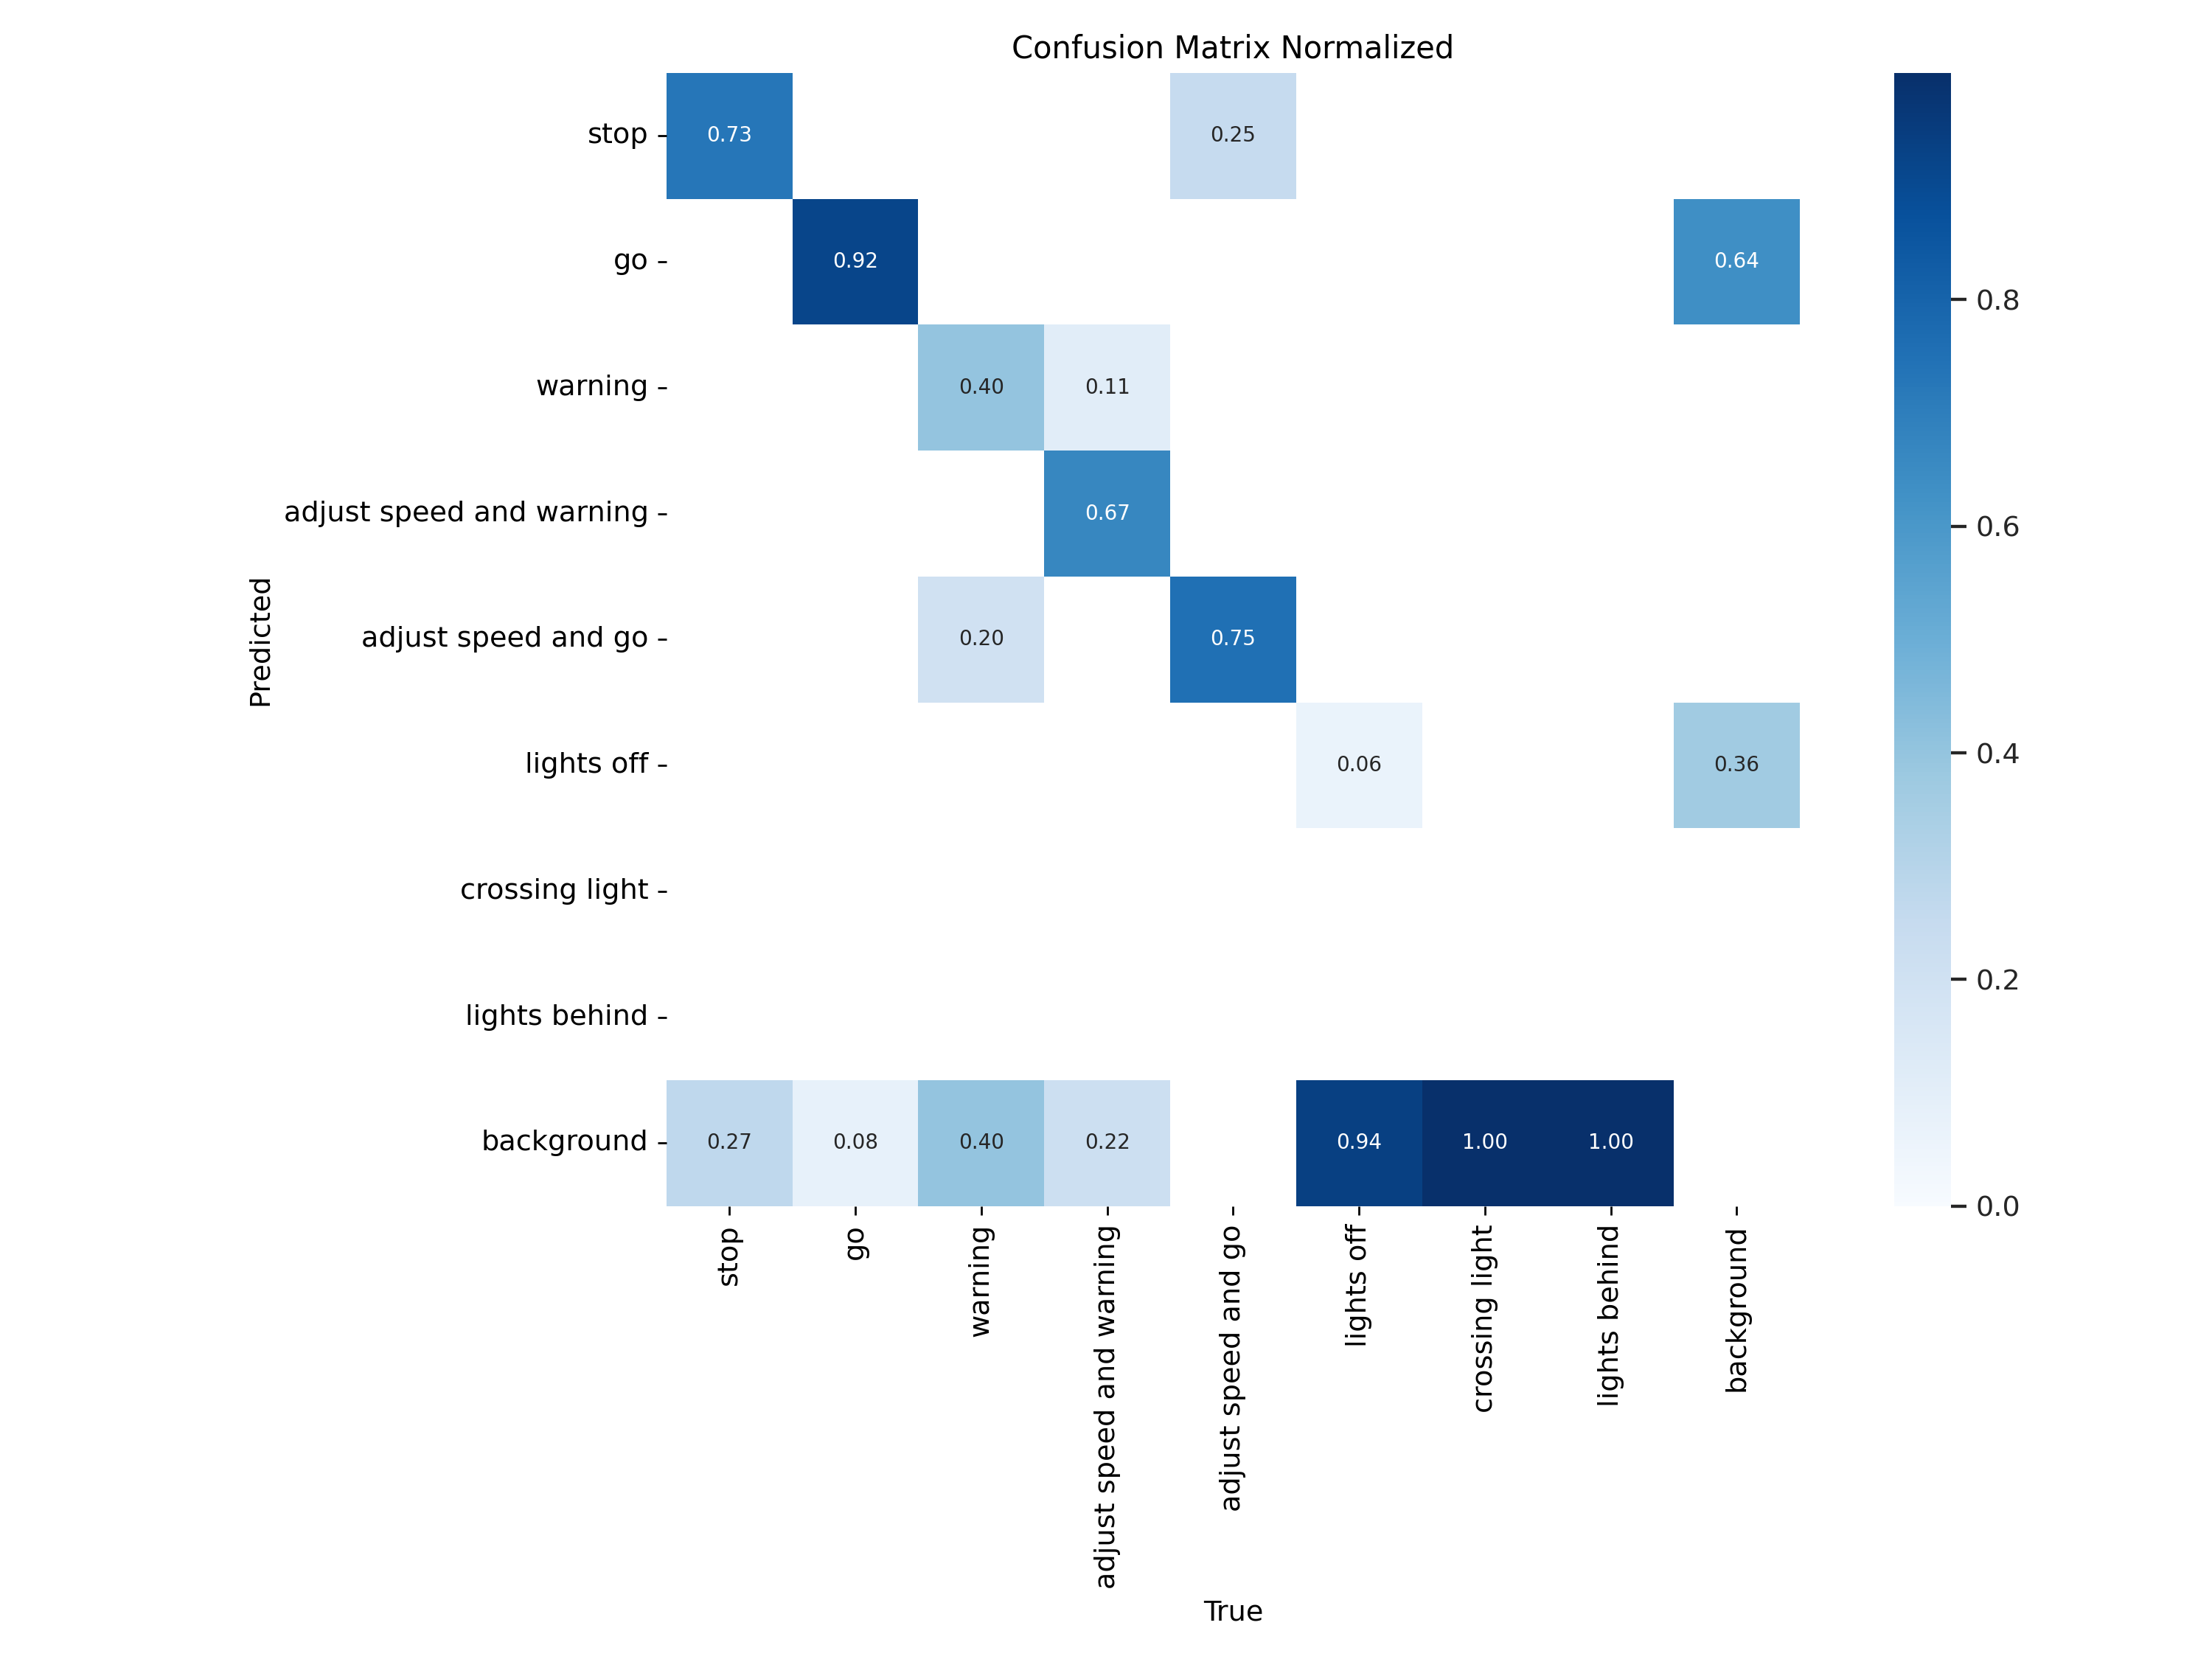 Confusion Matrix Normalized
stop 0.73 0.25
go 0.92 0.64
0.8
warning 0.40 0.11
adjust speed and warning 0.67
0.6
Predicted
adjust speed and go 0.20 0.75
lights off 0.06 0.36
0.4
crossing light
lights behind
0.2
background 0.27 0.08 0.40 0.22 0.94 1.00 1.00
0.0
stop
go
warning
adjust speed and warning
adjust speed and go
lights off
crossing light
lights behind
background
True